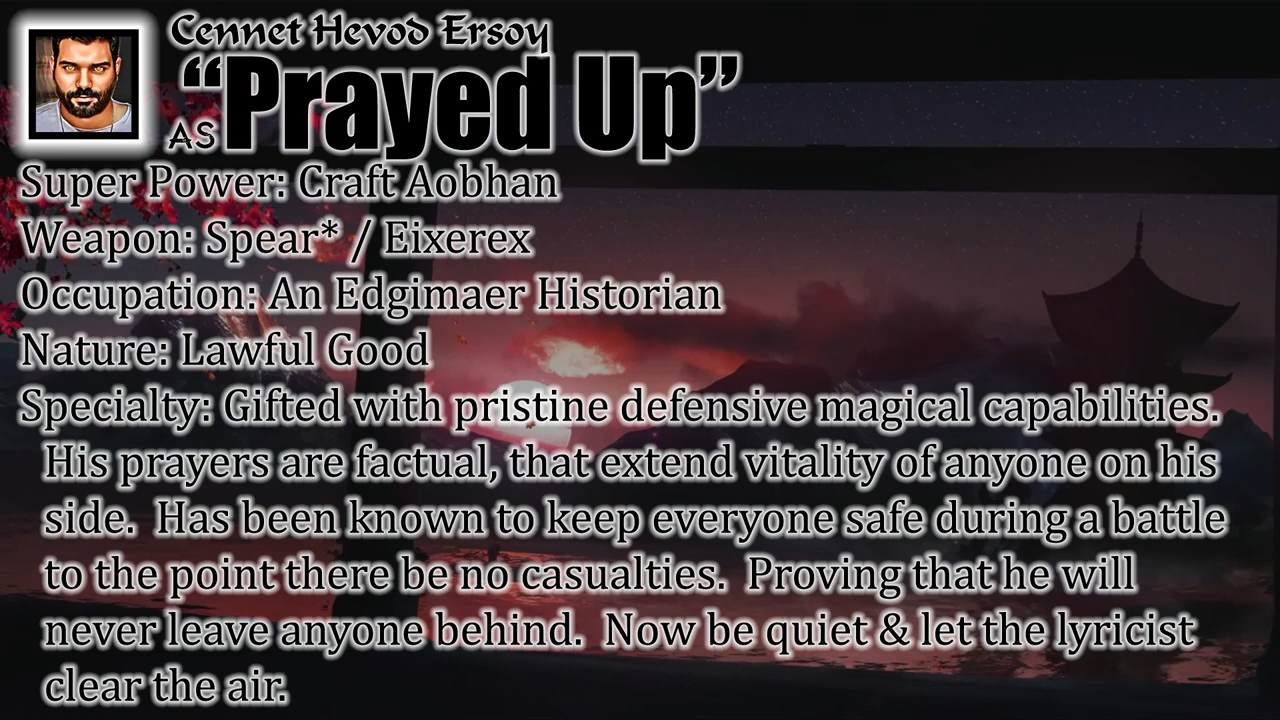 Cennet Hevod Ersoy
as "Prayed Up"
Super Power: Craft Aobhan
Weapon: Spear* / Eixerex
Occupation: An Edgimaer Historian
Nature: Lawful Good
Specialty: Gifted with pristine defensive magical capabilities.
His prayers are factual, that extend vitality of anyone on his
side.  Has been known to keep everyone safe during a battle
to the point there be no casualties.  Proving that he will
never leave anyone behind.  Now be quiet & let the lyricist
clear the air.